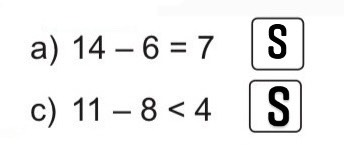 a) 14 – 6 = 7 S
c) 11 – 8 < 4 S